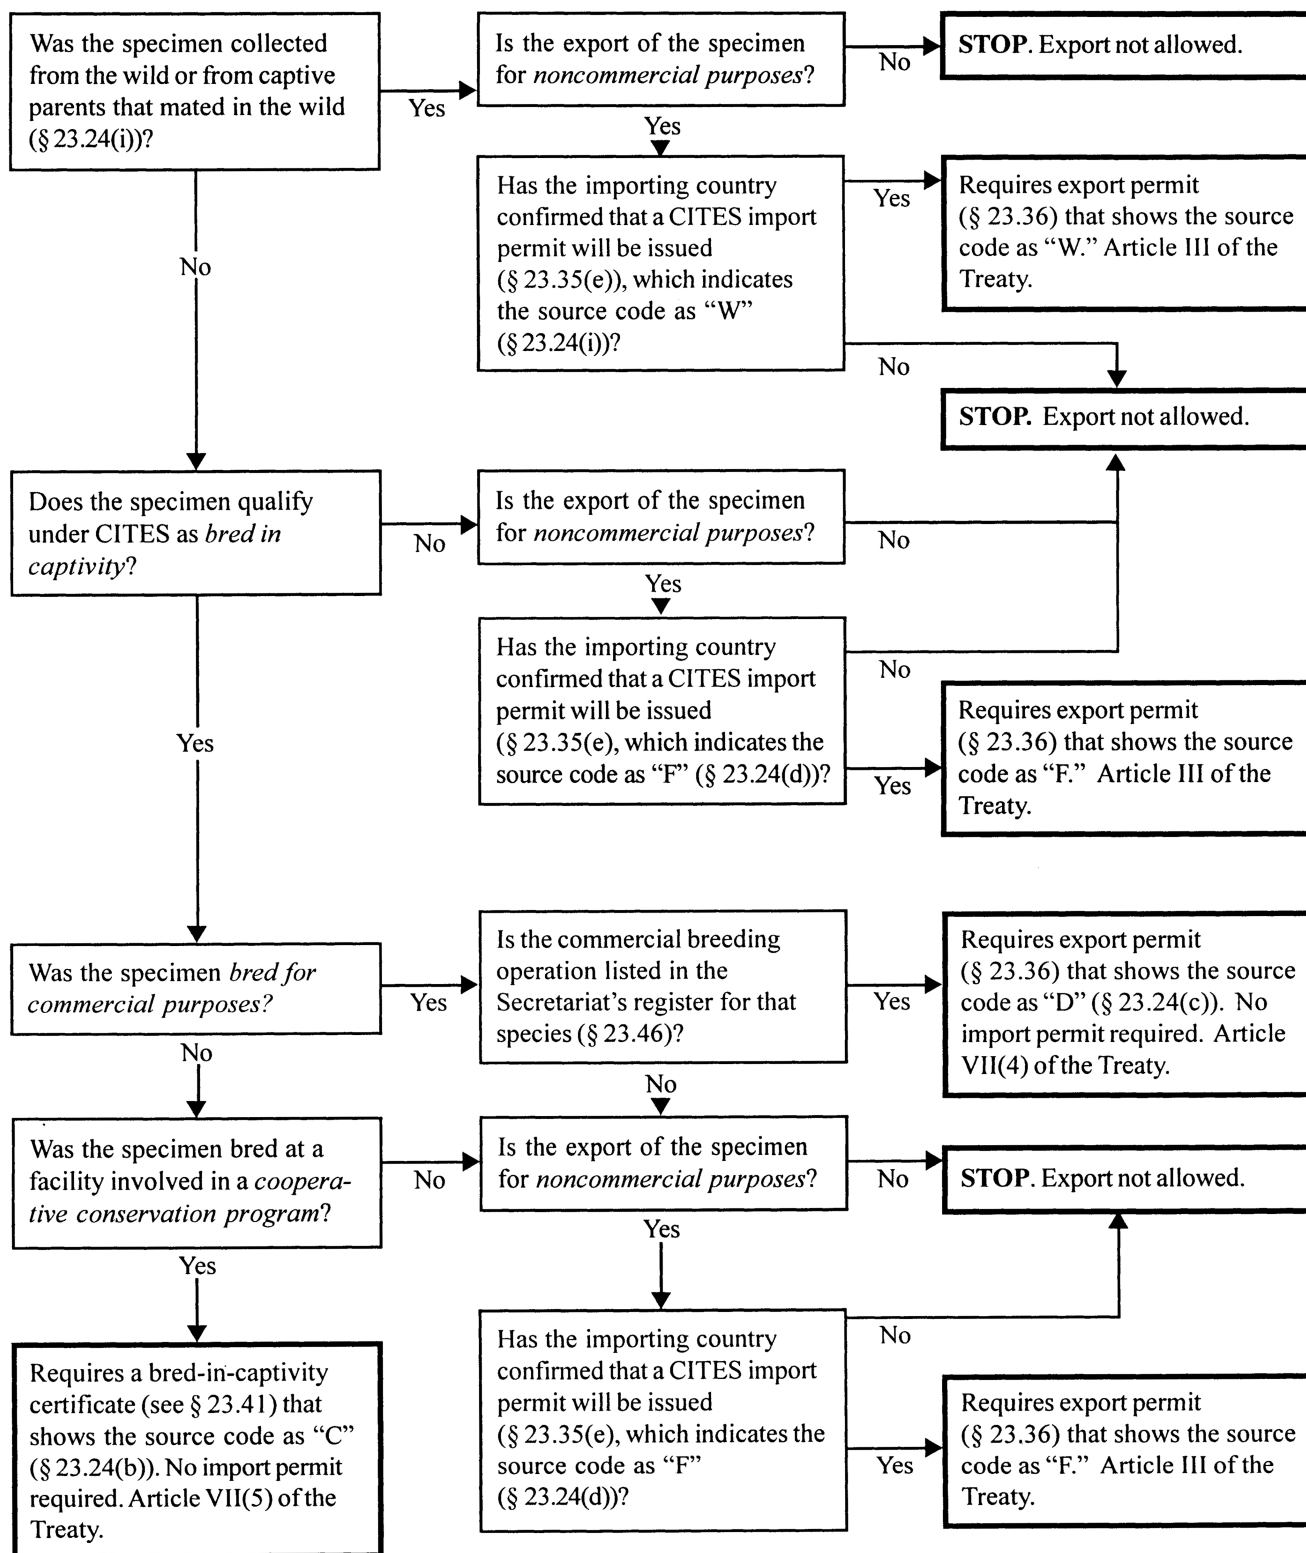 Was the specimen collected
from the wild or from captive
parents that mated in the wild
(§ 23.24(i))?
Yes
Is the export of the specimen
for noncommercial purposes?
No
STOP. Export not allowed.
Yes
Has the importing country
confirmed that a CITES import
permit will be issued
(§ 23.35(e)), which indicates
the source code as “W”
(§ 23.24(i))?
Yes
Requires export permit
(§ 23.36) that shows the source
code as “W.” Article III of the
Treaty.
No
No
STOP. Export not allowed.
Does the specimen qualify
under CITES as bred in
captivity?
No
Is the export of the specimen
for noncommercial purposes?
No
Yes
Has the importing country
confirmed that a CITES import
permit will be issued
(§ 23.35(e), which indicates the
source code as “F” (§ 23.24(d))?
No
Yes
Requires export permit
(§ 23.36) that shows the source
code as “F.” Article III of the
Treaty.
Yes
Was the specimen bred for
commercial purposes?
Yes
Is the commercial breeding
operation listed in the
Secretariat’s register for that
species (§ 23.46)?
Yes
Requires export permit
(§ 23.36) that shows the source
code as “D” (§ 23.24(c)). No
import permit required. Article
VII(4) of the Treaty.
No
No
Was the specimen bred at a
facility involved in a coopera-
tive conservation program?
No
Is the export of the specimen
for noncommercial purposes?
No
STOP. Export not allowed.
Yes
Yes
Requires a bred-in-captivity
certificate (see § 23.41) that
shows the source code as “C”
(§ 23.24(b)). No import permit
required. Article VII(5) of the
Treaty.
Has the importing country
confirmed that a CITES import
permit will be issued
(§ 23.35(e), which indicates the
source code as “F”
(§ 23.24(d))?
No
Yes
Requires export permit
(§ 23.36) that shows the source
code as “F.” Article III of the
Treaty.